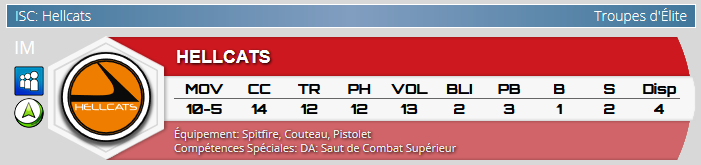 ISC: Hellcats Troupes d'Élite
IM
HELLCATS
MOV CC TR PH VOL BLI PB B S Disp
HELLCATS
10-5 14 12 12 13 2 3 1 2 4
Équipement: Spitfire, Couteau, Pistolet
Compétences Spéciales: DA: Saut de Combat Supérieur